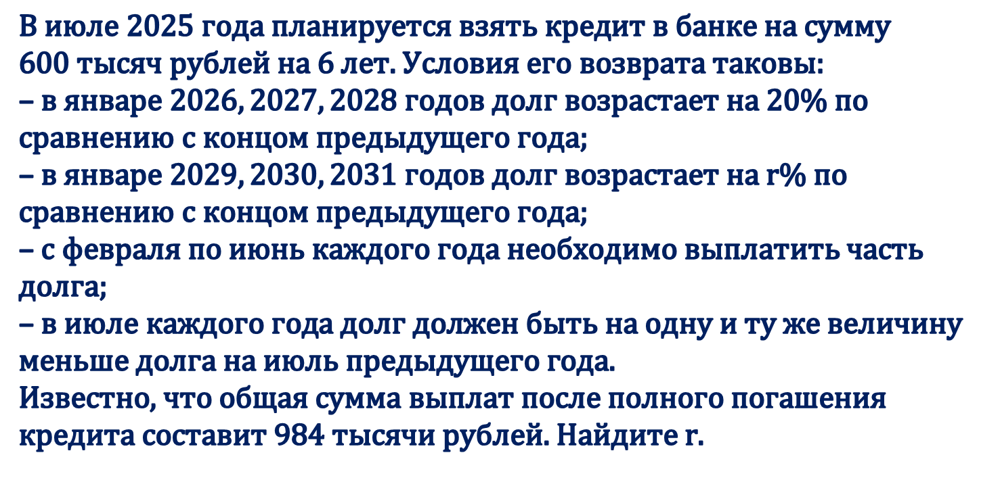 В июле 2025 года планируется взять кредит в банке на сумму
600 тысяч рублей на 6 лет. Условия его возврата таковы:
– в январе 2026, 2027, 2028 годов долг возрастает на 20% по
сравнению с концом предыдущего года;
– в январе 2029, 2030, 2031 годов долг возрастает на r% по
сравнению с концом предыдущего года;
– с февраля по июнь каждого года необходимо выплатить часть
долга;
– в июле каждого года долг должен быть на одну и ту же величину
меньше долга на июль предыдущего года.
Известно, что общая сумма выплат после полного погашения
кредита составит 984 тысячи рублей. Найдите r.